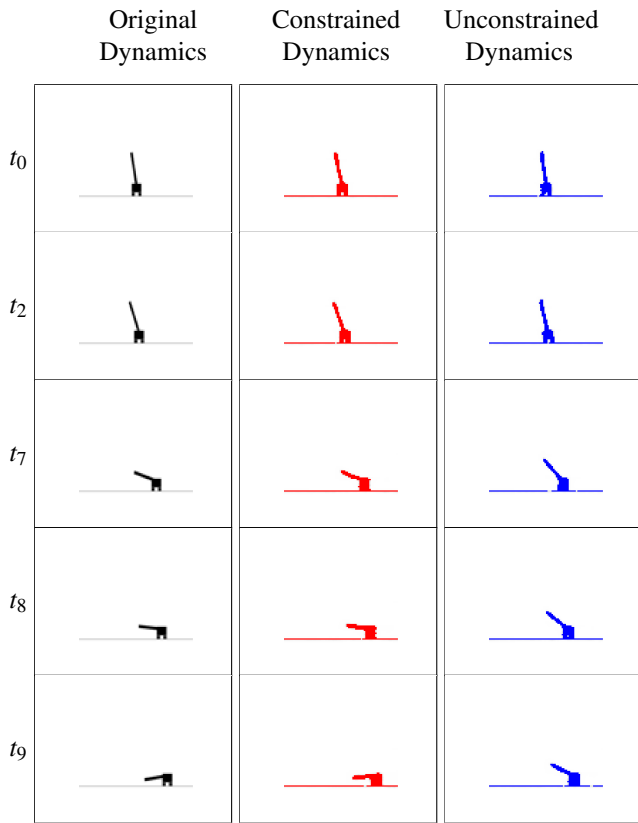 Original Dynamics
Constrained Dynamics
Unconstrained Dynamics
t0
t2
t7
t8
t9